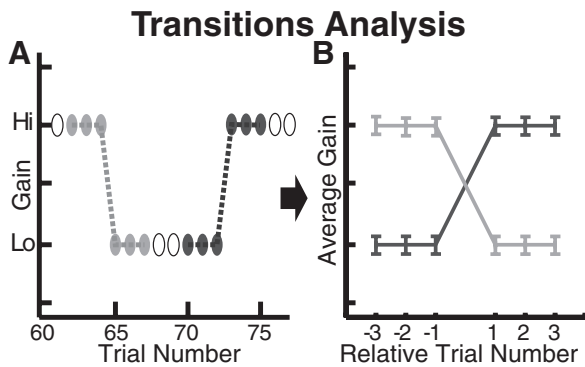 Transitions Analysis
A
B
Hi
Lo
Gain
60
65
70
75
Trial Number
Average Gain
-3 -2 -1 1 2 3
Relative Trial Number